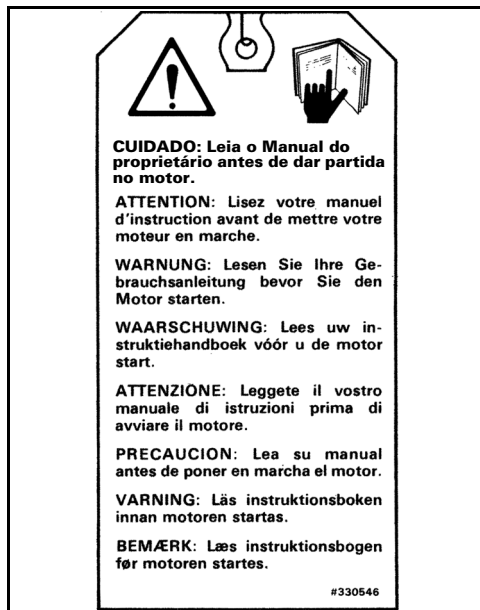 CUIDADO: Leia o Manual do
proprietário antes de dar partida
no motor.
ATTENTION: Lisez votre manuel
d'instruction avant de mettre votre
moteur en marche.
WARNUNG: Lesen Sie Ihre Ge-
brauchsanleitung bevor Sie den
Motor starten.
WAARSCHUWING: Lees uw in-
struktiehandboek vóór u de motor
start.
ATTENZIONE: Leggete il vostro
manuale di istruzioni prima di
avviare il motore.
PRECAUCION: Lea su manual
antes de poner en marcha el motor.
VARNING: Läs instruktionsboken
innan motoren startas.
BEMÆRK: Læs instruktionsbogen
før motoren startes.
#330546